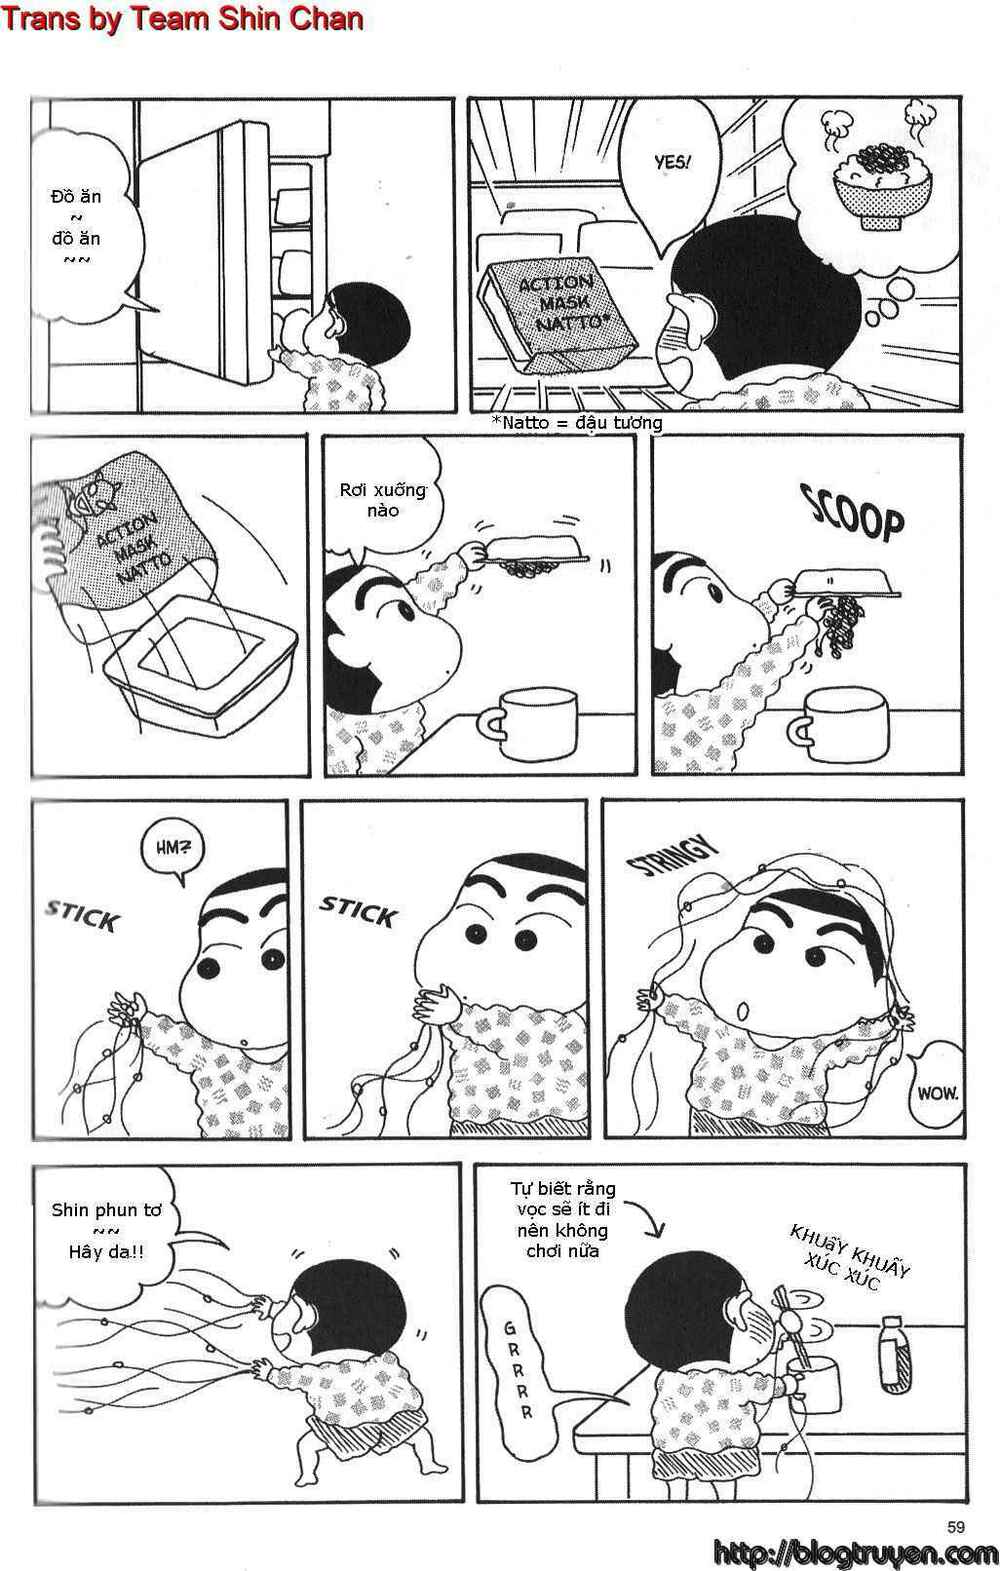 Trans by Team Shin Chan
Đồ ăn
~
đồ ăn
~~
YES!
ACTION
MASK
NATTO*
*Natto = đậu tương
ACTION
MASK
NATTO
Rơi xuống
nào
SCOOP
HM?
STICK
STICK
STRINGY
WOW.
Shin phun tơ
~~
Hây da!!
Tự biết rằng
vọc sẽ ít đi
nên không
chơi nữa
KHUẤY KHUẤY
XÚC XÚC
GRRRR
59
http://blogtruyen.com